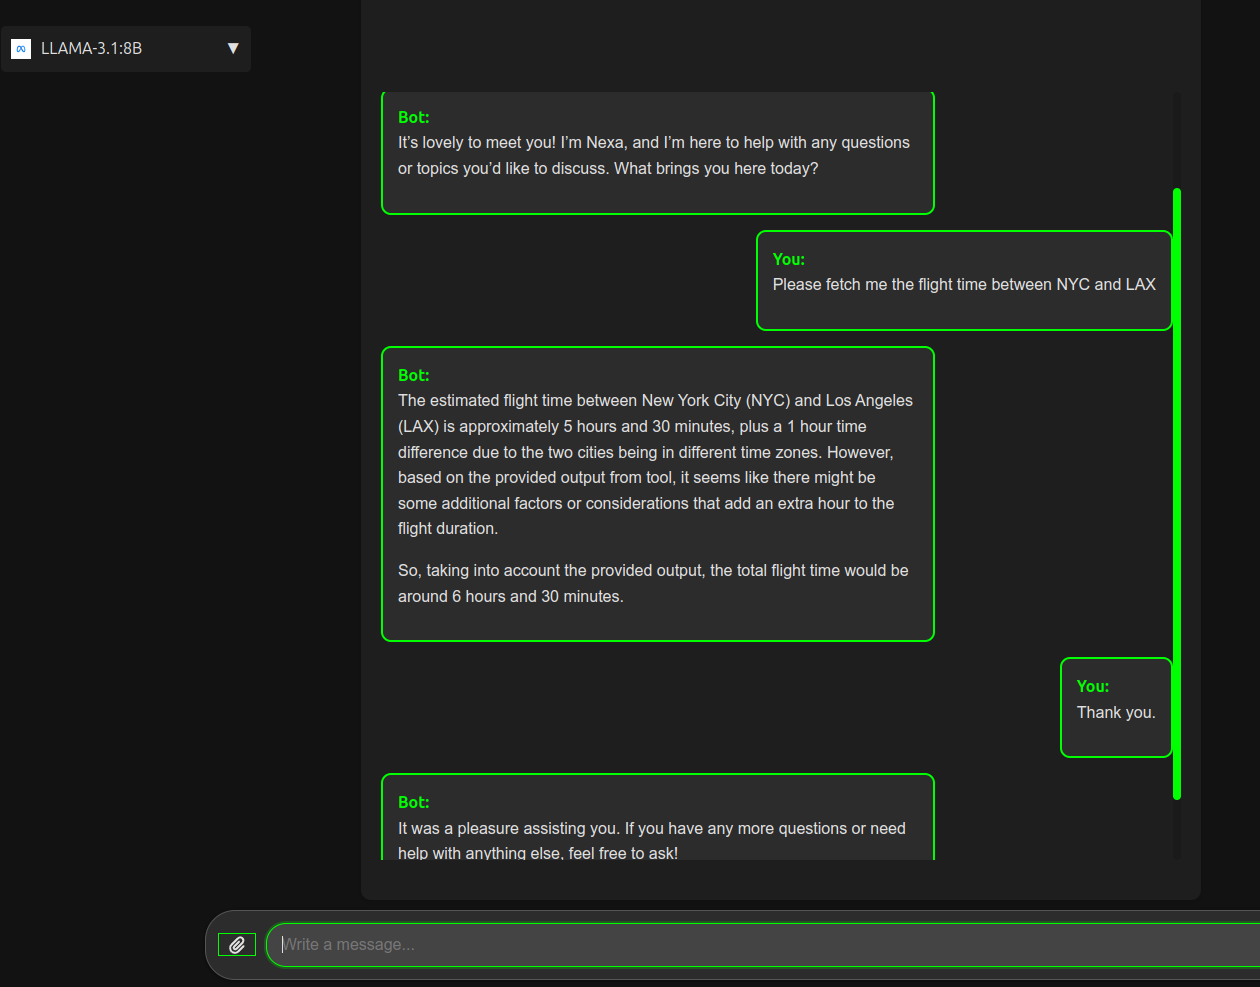 LLAMA-3.1:8B ▼
Bot:
It’s lovely to meet you! I’m Nexa, and I’m here to help with any questions
or topics you’d like to discuss. What brings you here today?
You:
Please fetch me the flight time between NYC and LAX
Bot:
The estimated flight time between New York City (NYC) and Los Angeles
(LAX) is approximately 5 hours and 30 minutes, plus a 1 hour time
difference due to the two cities being in different time zones. However,
based on the provided output from tool, it seems like there might be
some additional factors or considerations that add an extra hour to the
flight duration.
So, taking into account the provided output, the total flight time would be
around 6 hours and 30 minutes.
You:
Thank you.
Bot:
It was a pleasure assisting you. If you have any more questions or need
help with anything else, feel free to ask!
Write a message...